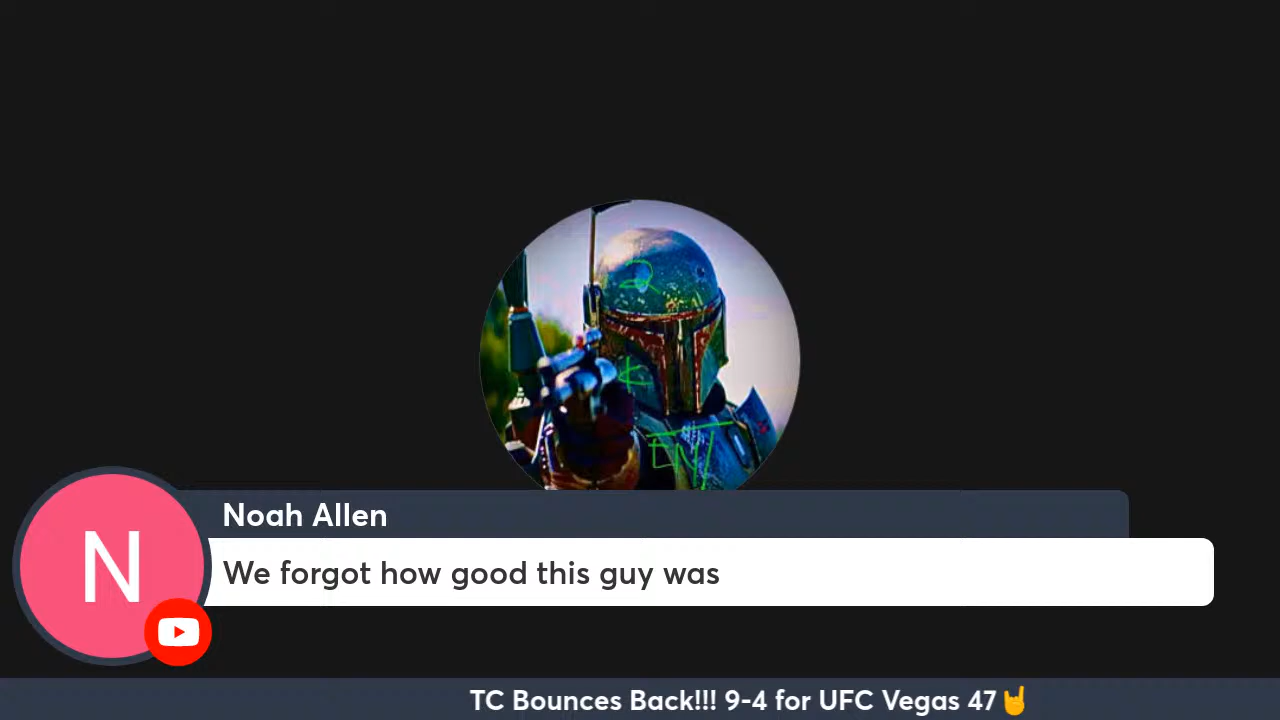 Noah Allen
N
We forgot how good this guy was
TC Bounces Back!!! 9-4 for UFC Vegas 47🤘